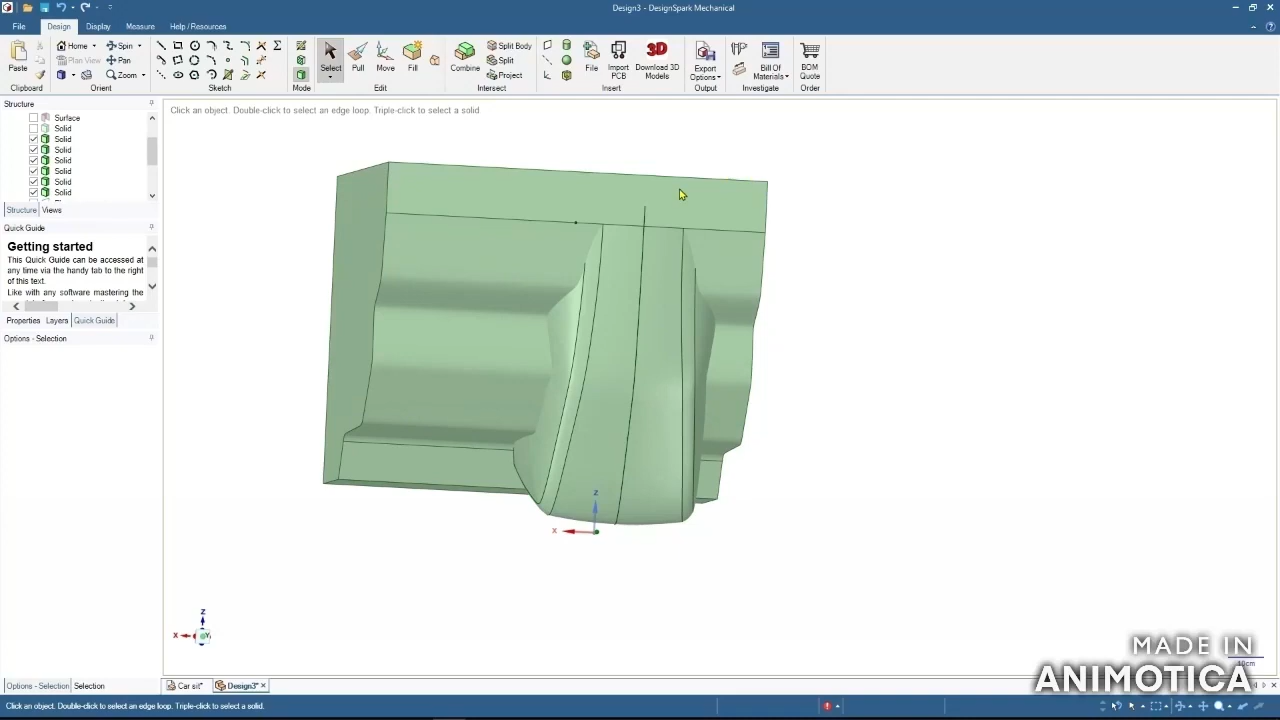 Design3 - DesignSpark Mechanical
File Design Display Measure Help / Resources
Paste Home Spin Plan View Pan Zoom Select Pull Move Fill Combine Split Body Split Project File Import PCB Download 3D Models Export Options Bill Of Materials BOM Quote
Clipboard Orient Sketch Mode Edit Intersect Insert Output Investigate Order
Structure
Click an object. Double-click to select an edge loop. Triple-click to select a solid
Surface
Solid
Solid
Solid
Solid
Solid
Solid
Solid
Structure Views
Quick Guide
Getting started
This Quick Guide can be accessed at
any time via the handy tab to the right
of this text.
Like with any software mastering the
Properties Layers Quick Guide
Options - Selection
Z
X
Z
X Y
MADE IN
ANIMOTICA
10cm
Options - Selection Selection Car sit* Design3*
Click an object. Double-click to select an edge loop. Triple-click to select a solid.